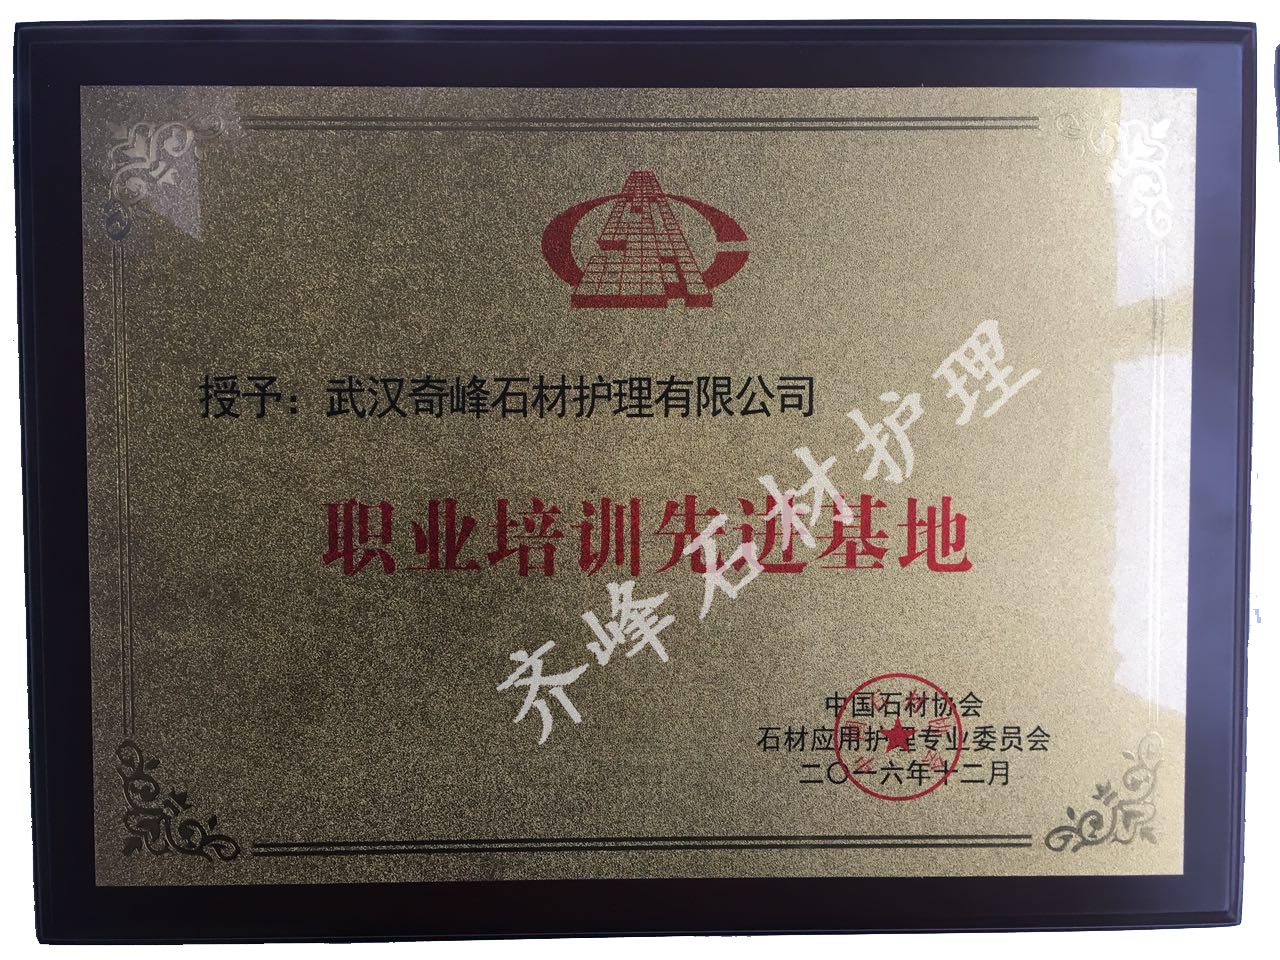 授予：武汉奇峰石材护理有限公司
职业培训先进基地
齐峰石材护理
中国石材协会
石材应用护理专业委员会
二〇一六年十二月